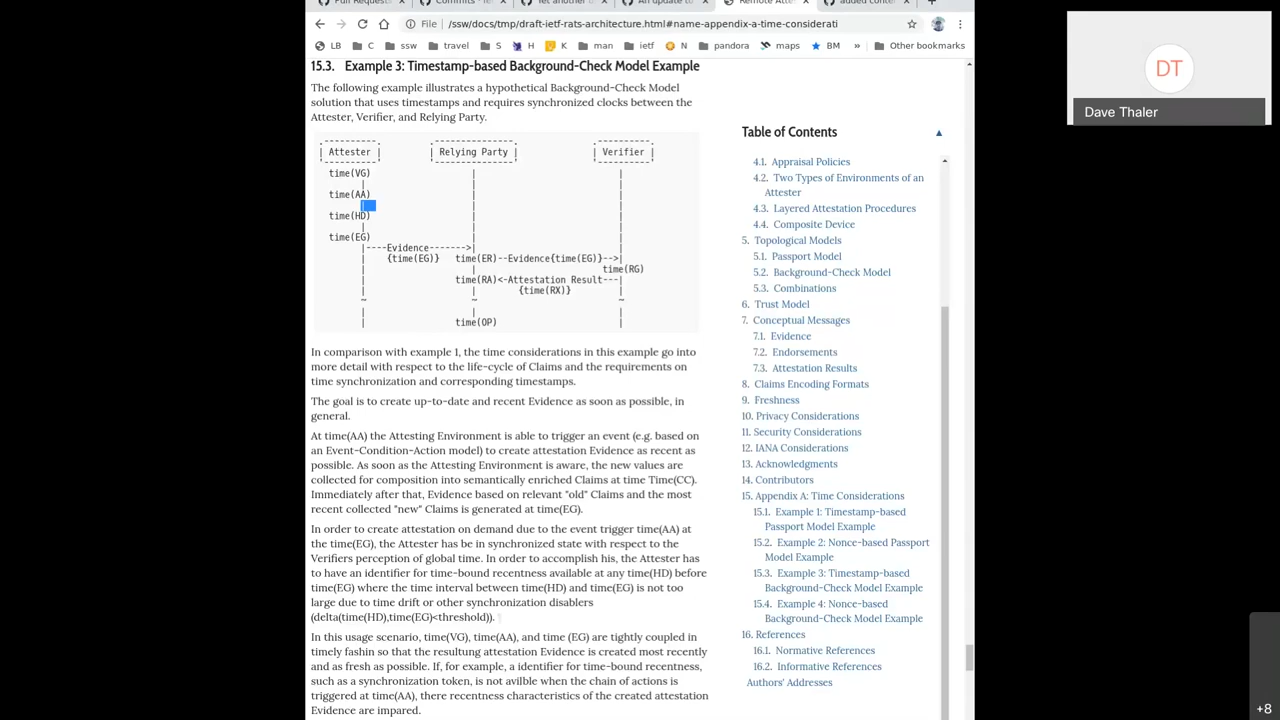 Pull Requests
Commits ·
let another
An update to
Remote Atte
added conte
File | /ssw/docs/tmp/draft-ietf-rats-architecture.html#name-appendix-a-time-considerati
LB C ssw travel S H K man ietf N pandora maps BM » Other bookmarks
15.3. Example 3: Timestamp-based Background-Check Model Example
The following example illustrates a hypothetical Background-Check Model
solution that uses timestamps and requires synchronized clocks between the
Attester, Verifier, and Relying Party.
.----------. .---------------. .----------.
| Attester | | Relying Party | | Verifier |
'----------' '---------------' '----------'
time(VG) | |
| | |
time(AA) | |
| | |
time(HD) | |
| | |
time(EG) | |
|----Evidence------->| |
| {time(EG)} time(ER)--Evidence{time(EG)}-->|
| | time(RG)
| time(RA)<-Attestation Result---|
| | {time(RX)} |
~ ~ ~
| | |
| time(OP) |
In comparison with example 1, the time considerations in this example go into
more detail with respect to the life-cycle of Claims and the requirements on
time synchronization and corresponding timestamps.
The goal is to create up-to-date and recent Evidence as soon as possible, in
general.
At time(AA) the Attesting Environment is able to trigger an event (e.g. based on
an Event-Condition-Action model) to create attestation Evidence as recent as
possible. As soon as the Attesting Environment is aware, the new values are
collected for composition into semantically enriched Claims at time Time(CC).
Immediately after that, Evidence based on relevant "old" Claims and the most
recent collected "new" Claims is generated at time(EG).
In order to create attestation on demand due to the event trigger time(AA) at
the time(EG), the Attester has be in synchronized state with respect to the
Verifiers perception of global time. In order to accomplish his, the Attester has
to have an identifier for time-bound recentness available at any time(HD) before
time(EG) where the time interval between time(HD) and time(EG) is not too
large due to time drift or other synchronization disablers
(delta(time(HD),time(EG)<threshold)).
In this usage scenario, time(VG), time(AA), and time (EG) are tightly coupled in
timely fashin so that the resulting attestation Evidence is created most recently
and as fresh as possible. If, for example, a identifier for time-bound recentness,
such as a synchronization token, is not avilble when the chain of actions is
triggered at time(AA), there recentness characteristics of the created attestation
Evidence are impared.
Table of Contents ▲
4.1. Appraisal Policies
4.2. Two Types of Environments of an
Attester
4.3. Layered Attestation Procedures
4.4. Composite Device
5. Topological Models
5.1. Passport Model
5.2. Background-Check Model
5.3. Combinations
6. Trust Model
7. Conceptual Messages
7.1. Evidence
7.2. Endorsements
7.3. Attestation Results
8. Claims Encoding Formats
9. Freshness
10. Privacy Considerations
11. Security Considerations
12. IANA Considerations
13. Acknowledgments
14. Contributors
15. Appendix A: Time Considerations
15.1. Example 1: Timestamp-based
Passport Model Example
15.2. Example 2: Nonce-based Passport
Model Example
15.3. Example 3: Timestamp-based
Background-Check Model Example
15.4. Example 4: Nonce-based
Background-Check Model Example
16. References
16.1. Normative References
16.2. Informative References
Authors' Addresses
DT
Dave Thaler
+8